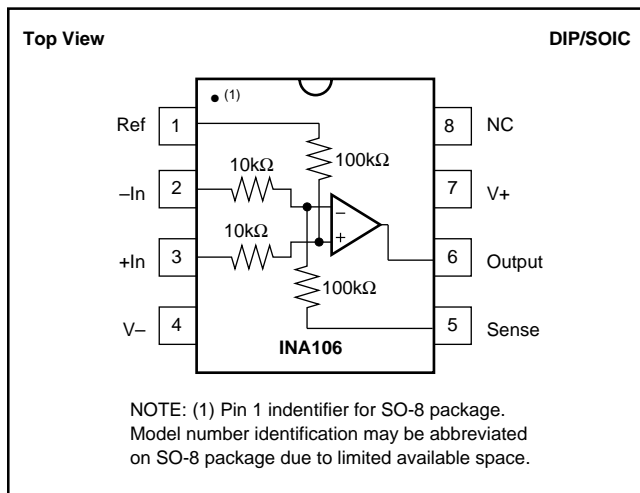 Top View DIP/SOIC
(1)
Ref 1 8 NC
100kΩ
10kΩ
–In 2 7 V+
–
10kΩ
+In 3 + 6 Output
100kΩ
V– 4 5 Sense
INA106
NOTE: (1) Pin 1 indentifier for SO-8 package.
Model number identification may be abbreviated
on SO-8 package due to limited available space.